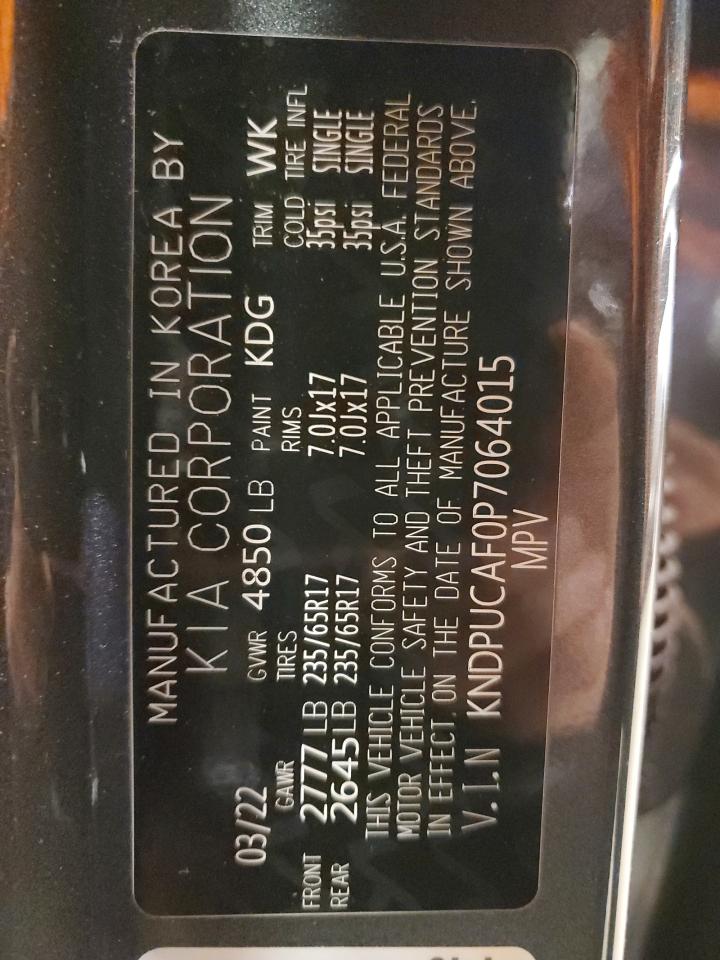 MANUFACTURED IN KOREA BY
KIA CORPORATION
03/22 GVWR 4850 LB PAINT KDG TRIM WK
GAWR TIRES RIMS COLD TIRE INFL
FRONT 2777 LB 235/65R17 7.0Jx17 35psi SINGLE
REAR 2645 LB 235/65R17 7.0Jx17 35psi SINGLE
THIS VEHICLE CONFORMS TO ALL APPLICABLE U.S.A. FEDERAL
MOTOR VEHICLE SAFETY AND THEFT PREVENTION STANDARDS
IN EFFECT ON THE DATE OF MANUFACTURE SHOWN ABOVE.
V.I.N KNDPUCAF0P7064015
MPV